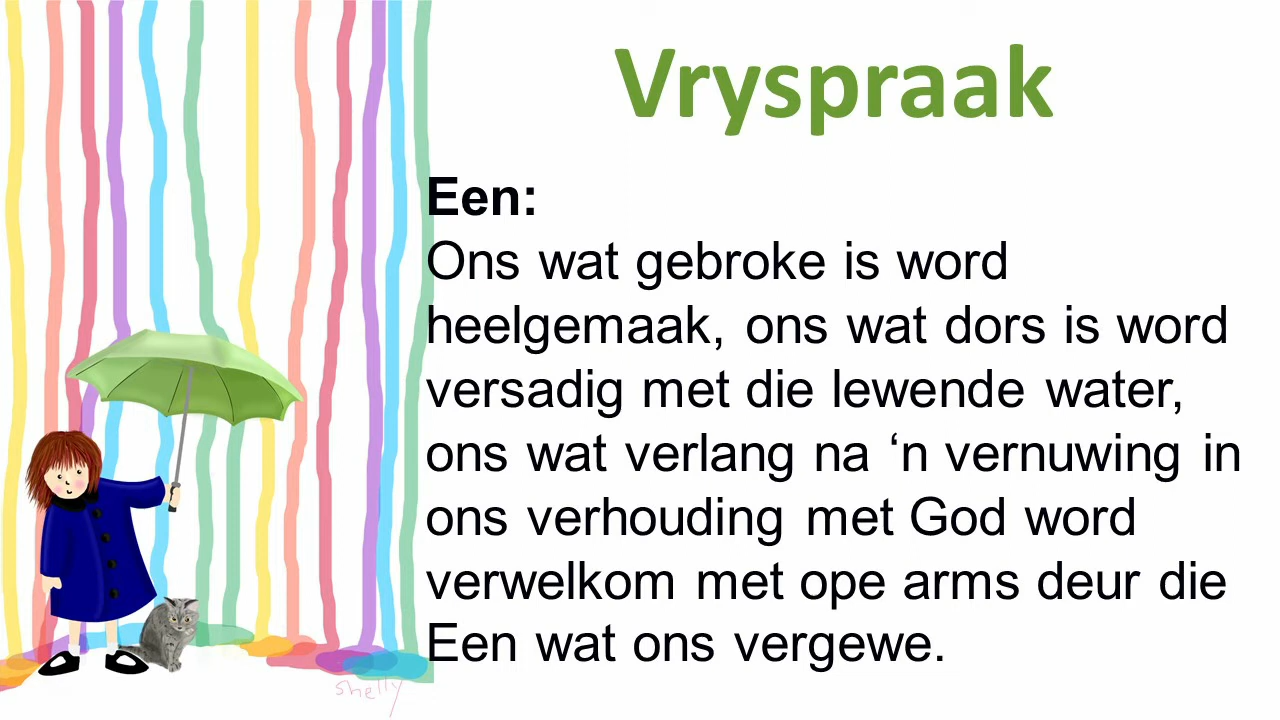 Vryspraak
Een:
Ons wat gebroke is word
heelgemaak, ons wat dors is word
versadig met die lewende water,
ons wat verlang na ‘n vernuwing in
ons verhouding met God word
verwelkom met ope arms deur die
Een wat ons vergewe.
shelly